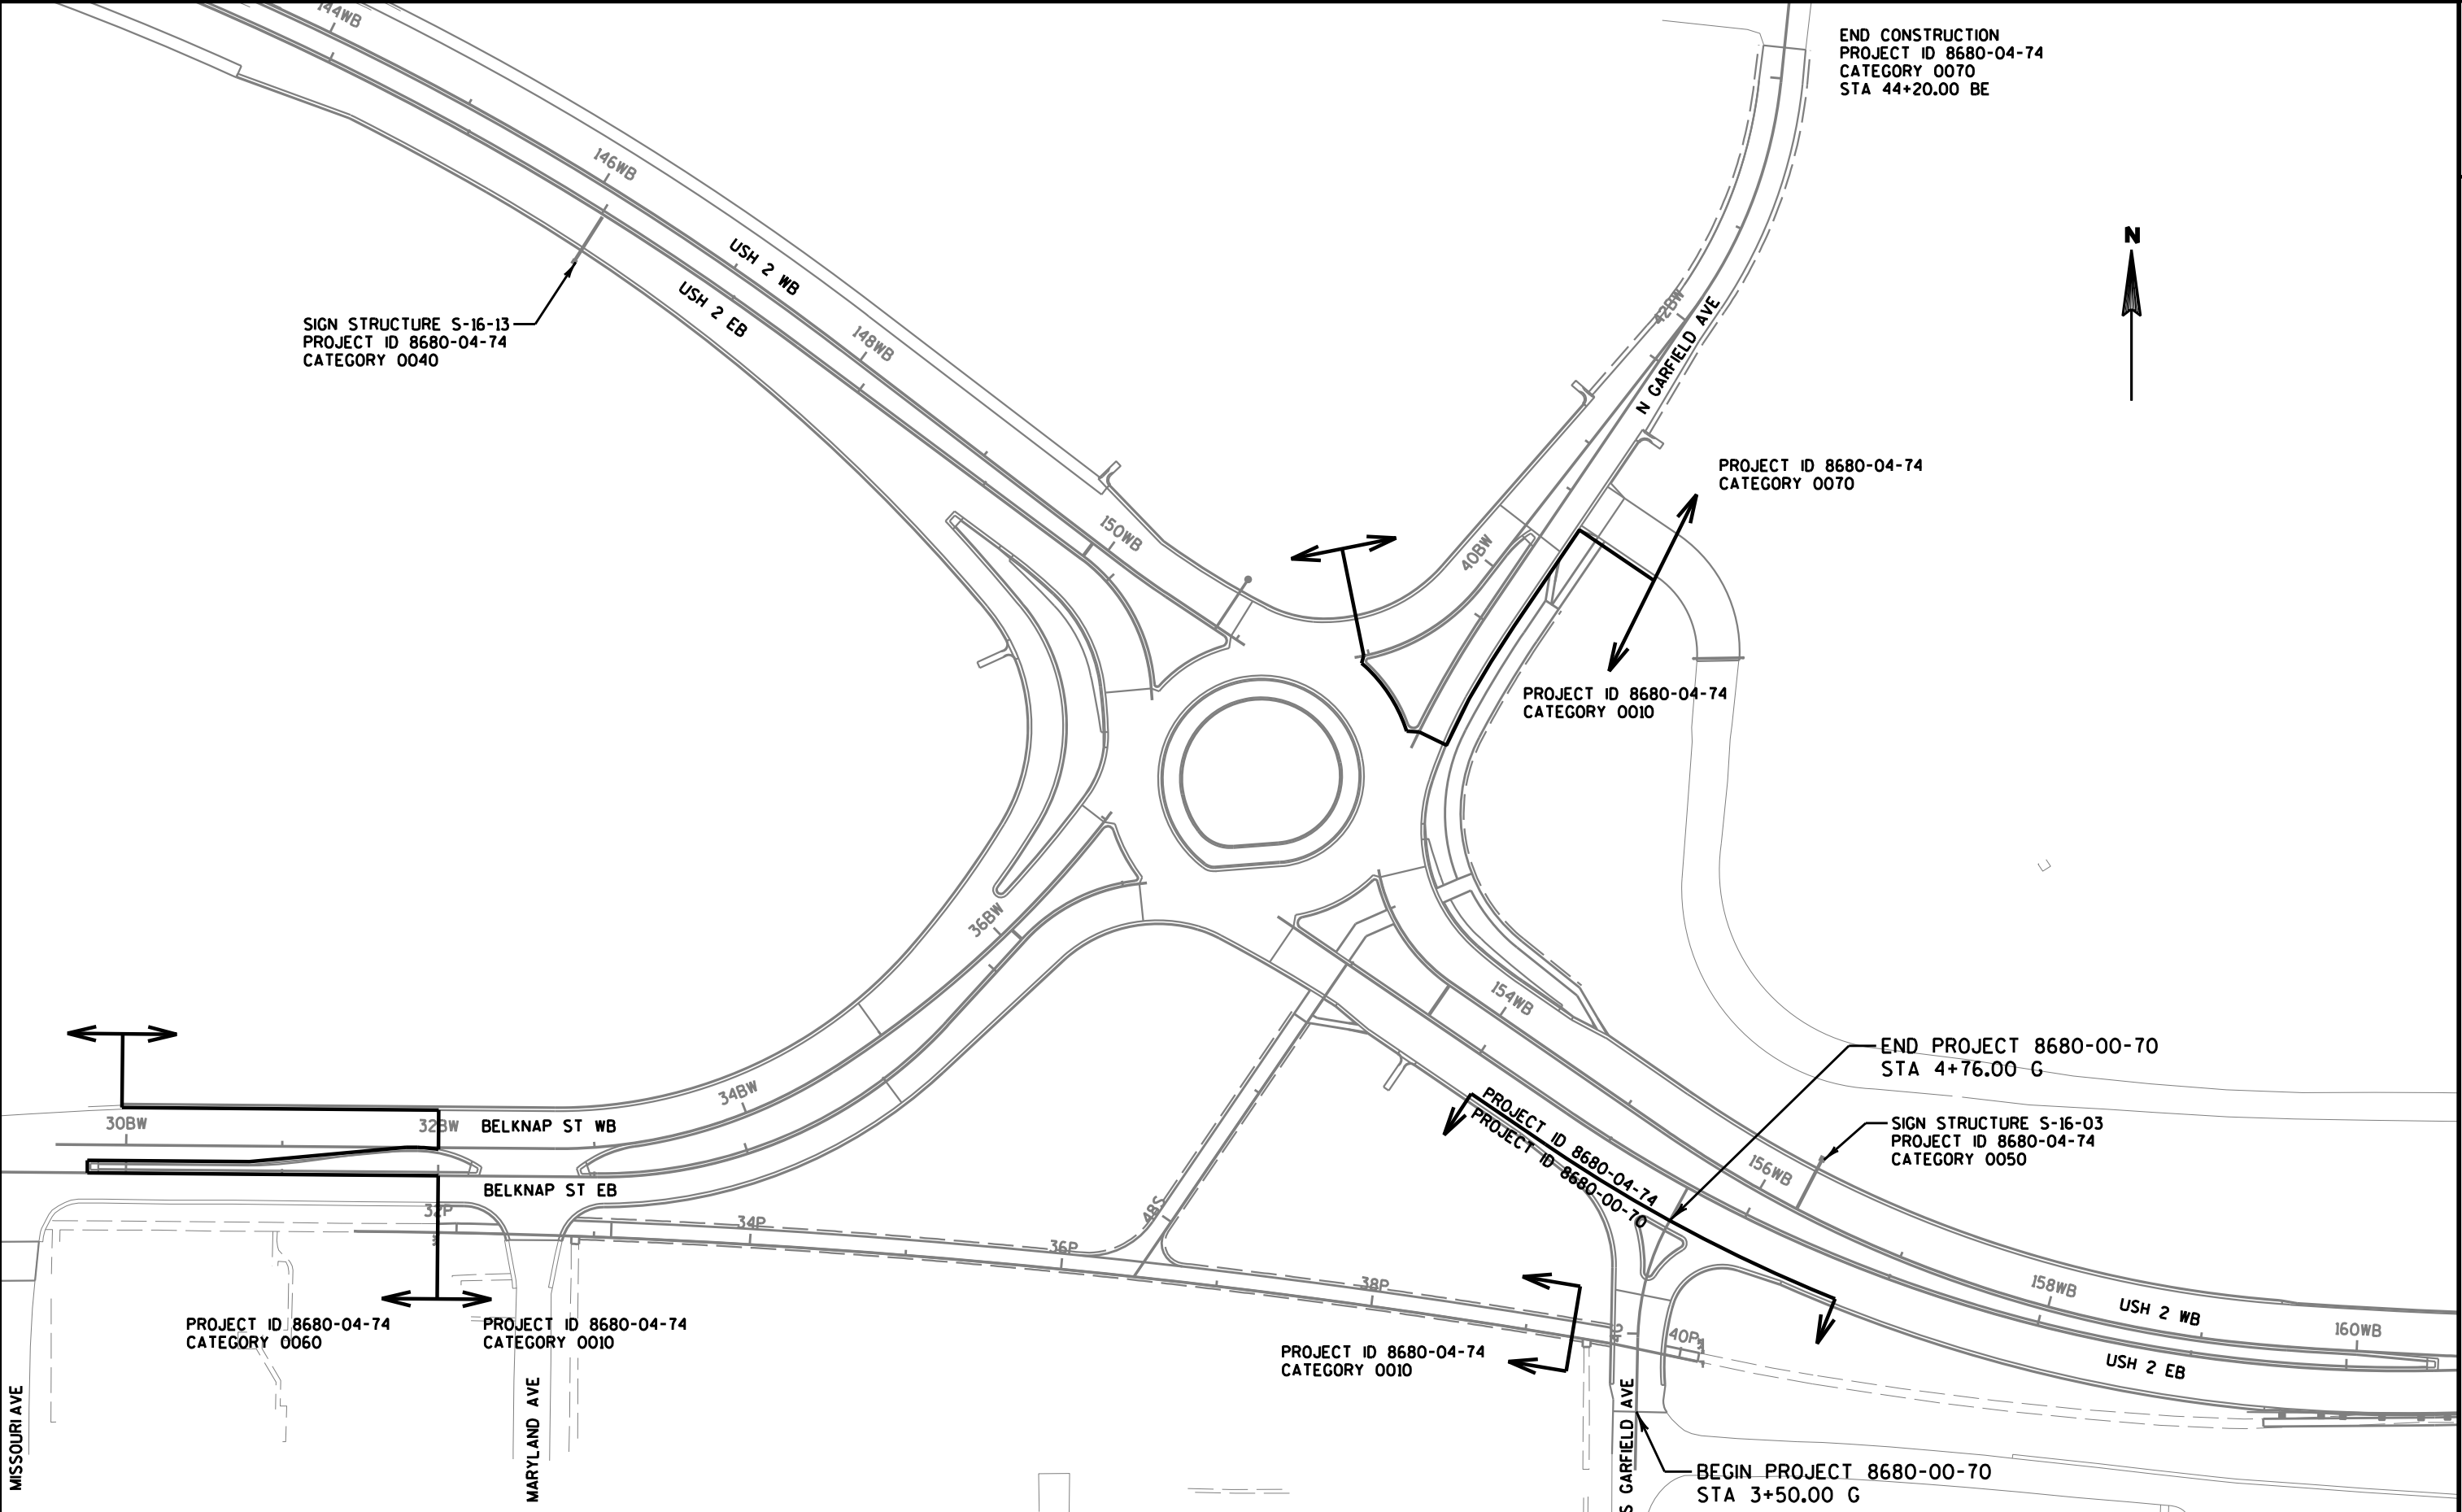 144WB
END CONSTRUCTION
PROJECT ID 8680-04-74
CATEGORY 0070
STA 44+20.00 BE
146WB
N
USH 2 WB
USH 2 EB
SIGN STRUCTURE S-16-13
PROJECT ID 8680-04-74
CATEGORY 0040
148WB
42BW
N GARFIELD AVE
PROJECT ID 8680-04-74
CATEGORY 0070
150WB
40BW
PROJECT ID 8680-04-74
CATEGORY 0010
36BW
154WB
END PROJECT 8680-00-70
STA 4+76.00 G
34BW
30BW
32BW
BELKNAP ST WB
PROJECT ID 8680-04-74
PROJECT ID 8680-00-70
SIGN STRUCTURE S-16-03
PROJECT ID 8680-04-74
CATEGORY 0050
156WB
BELKNAP ST EB
32P
34P
48S
36P
38P
158WB
USH 2 WB
160WB
USH 2 EB
PROJECT ID 8680-04-74
CATEGORY 0060
PROJECT ID 8680-04-74
CATEGORY 0010
PROJECT ID 8680-04-74
CATEGORY 0010
40P
MISSOURI AVE
MARYLAND AVE
S GARFIELD AVE
BEGIN PROJECT 8680-00-70
STA 3+50.00 G